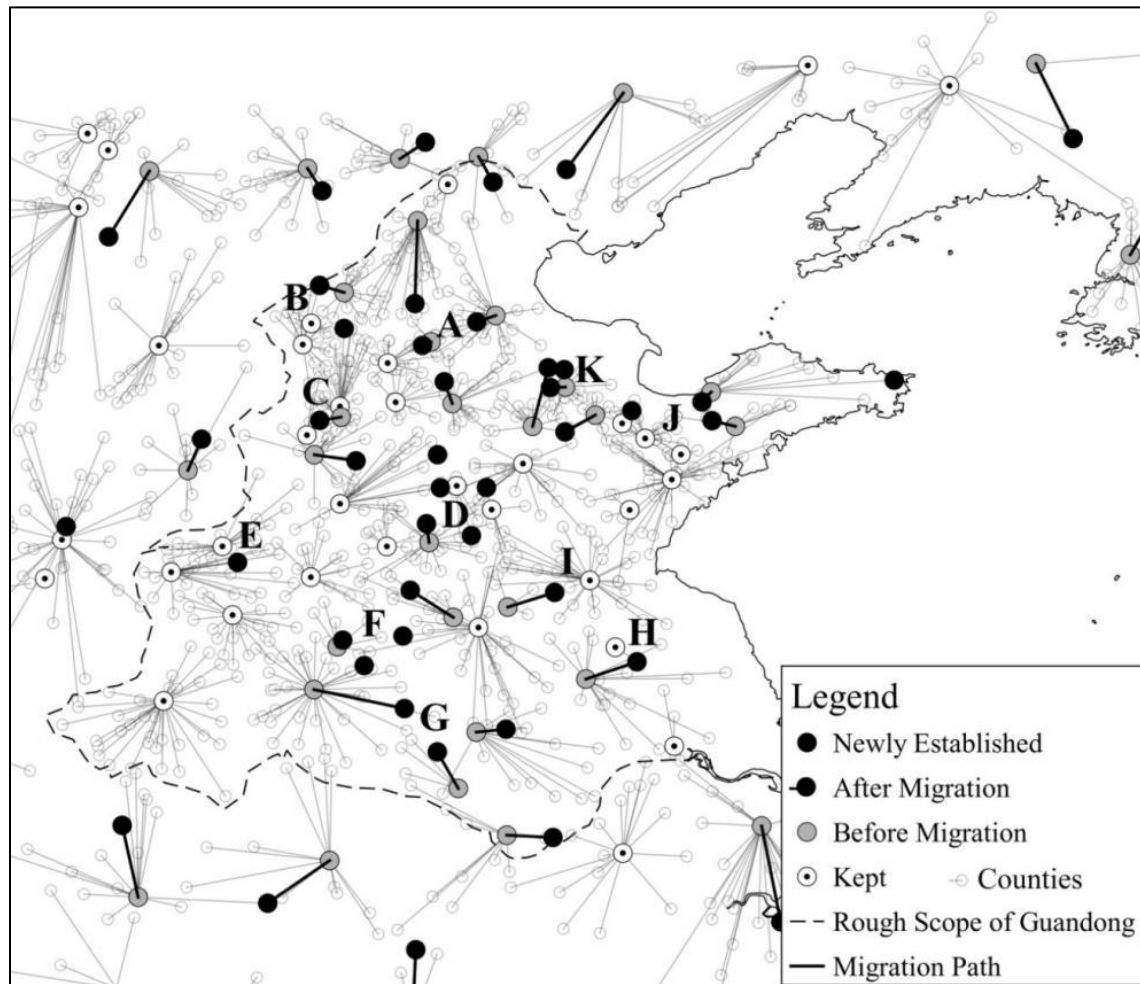 B
A
K
C
J
D
E
I
F
H
G
Legend
Newly Established
After Migration
Before Migration
Kept Counties
Rough Scope of Guandong
Migration Path